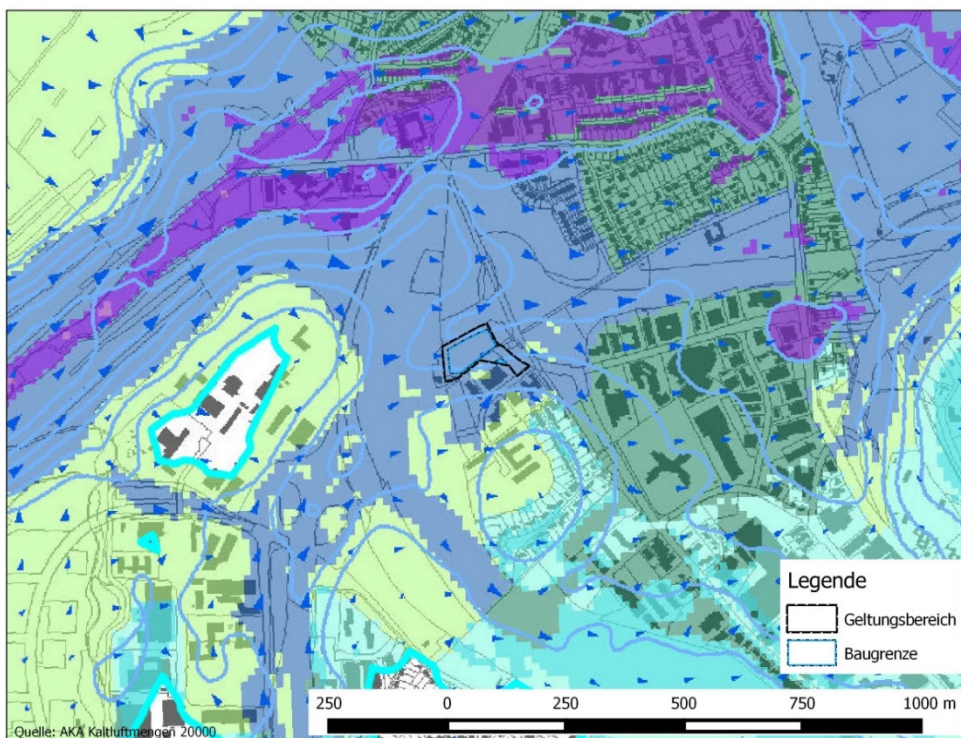 Legende
Geltungsbereich
Baugrenze
250 0 250 500 750 1000 m
Quelle: AKA Kaltluftmengen 20000